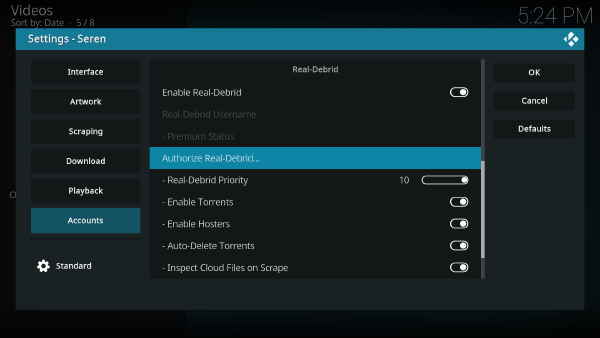 Videos
Sort by: Date · 5 / 8
5:24 PM
Settings - Seren
Interface
Artwork
Scraping
Download
Playback
Accounts
Standard
Real-Debrid
Enable Real-Debrid
Real-Debrid Username
- Premium Status
Authorize Real-Debrid...
- Real-Debrid Priority 10
- Enable Torrents
- Enable Hosters
- Auto-Delete Torrents
- Inspect Cloud Files on Scrape
OK
Cancel
Defaults